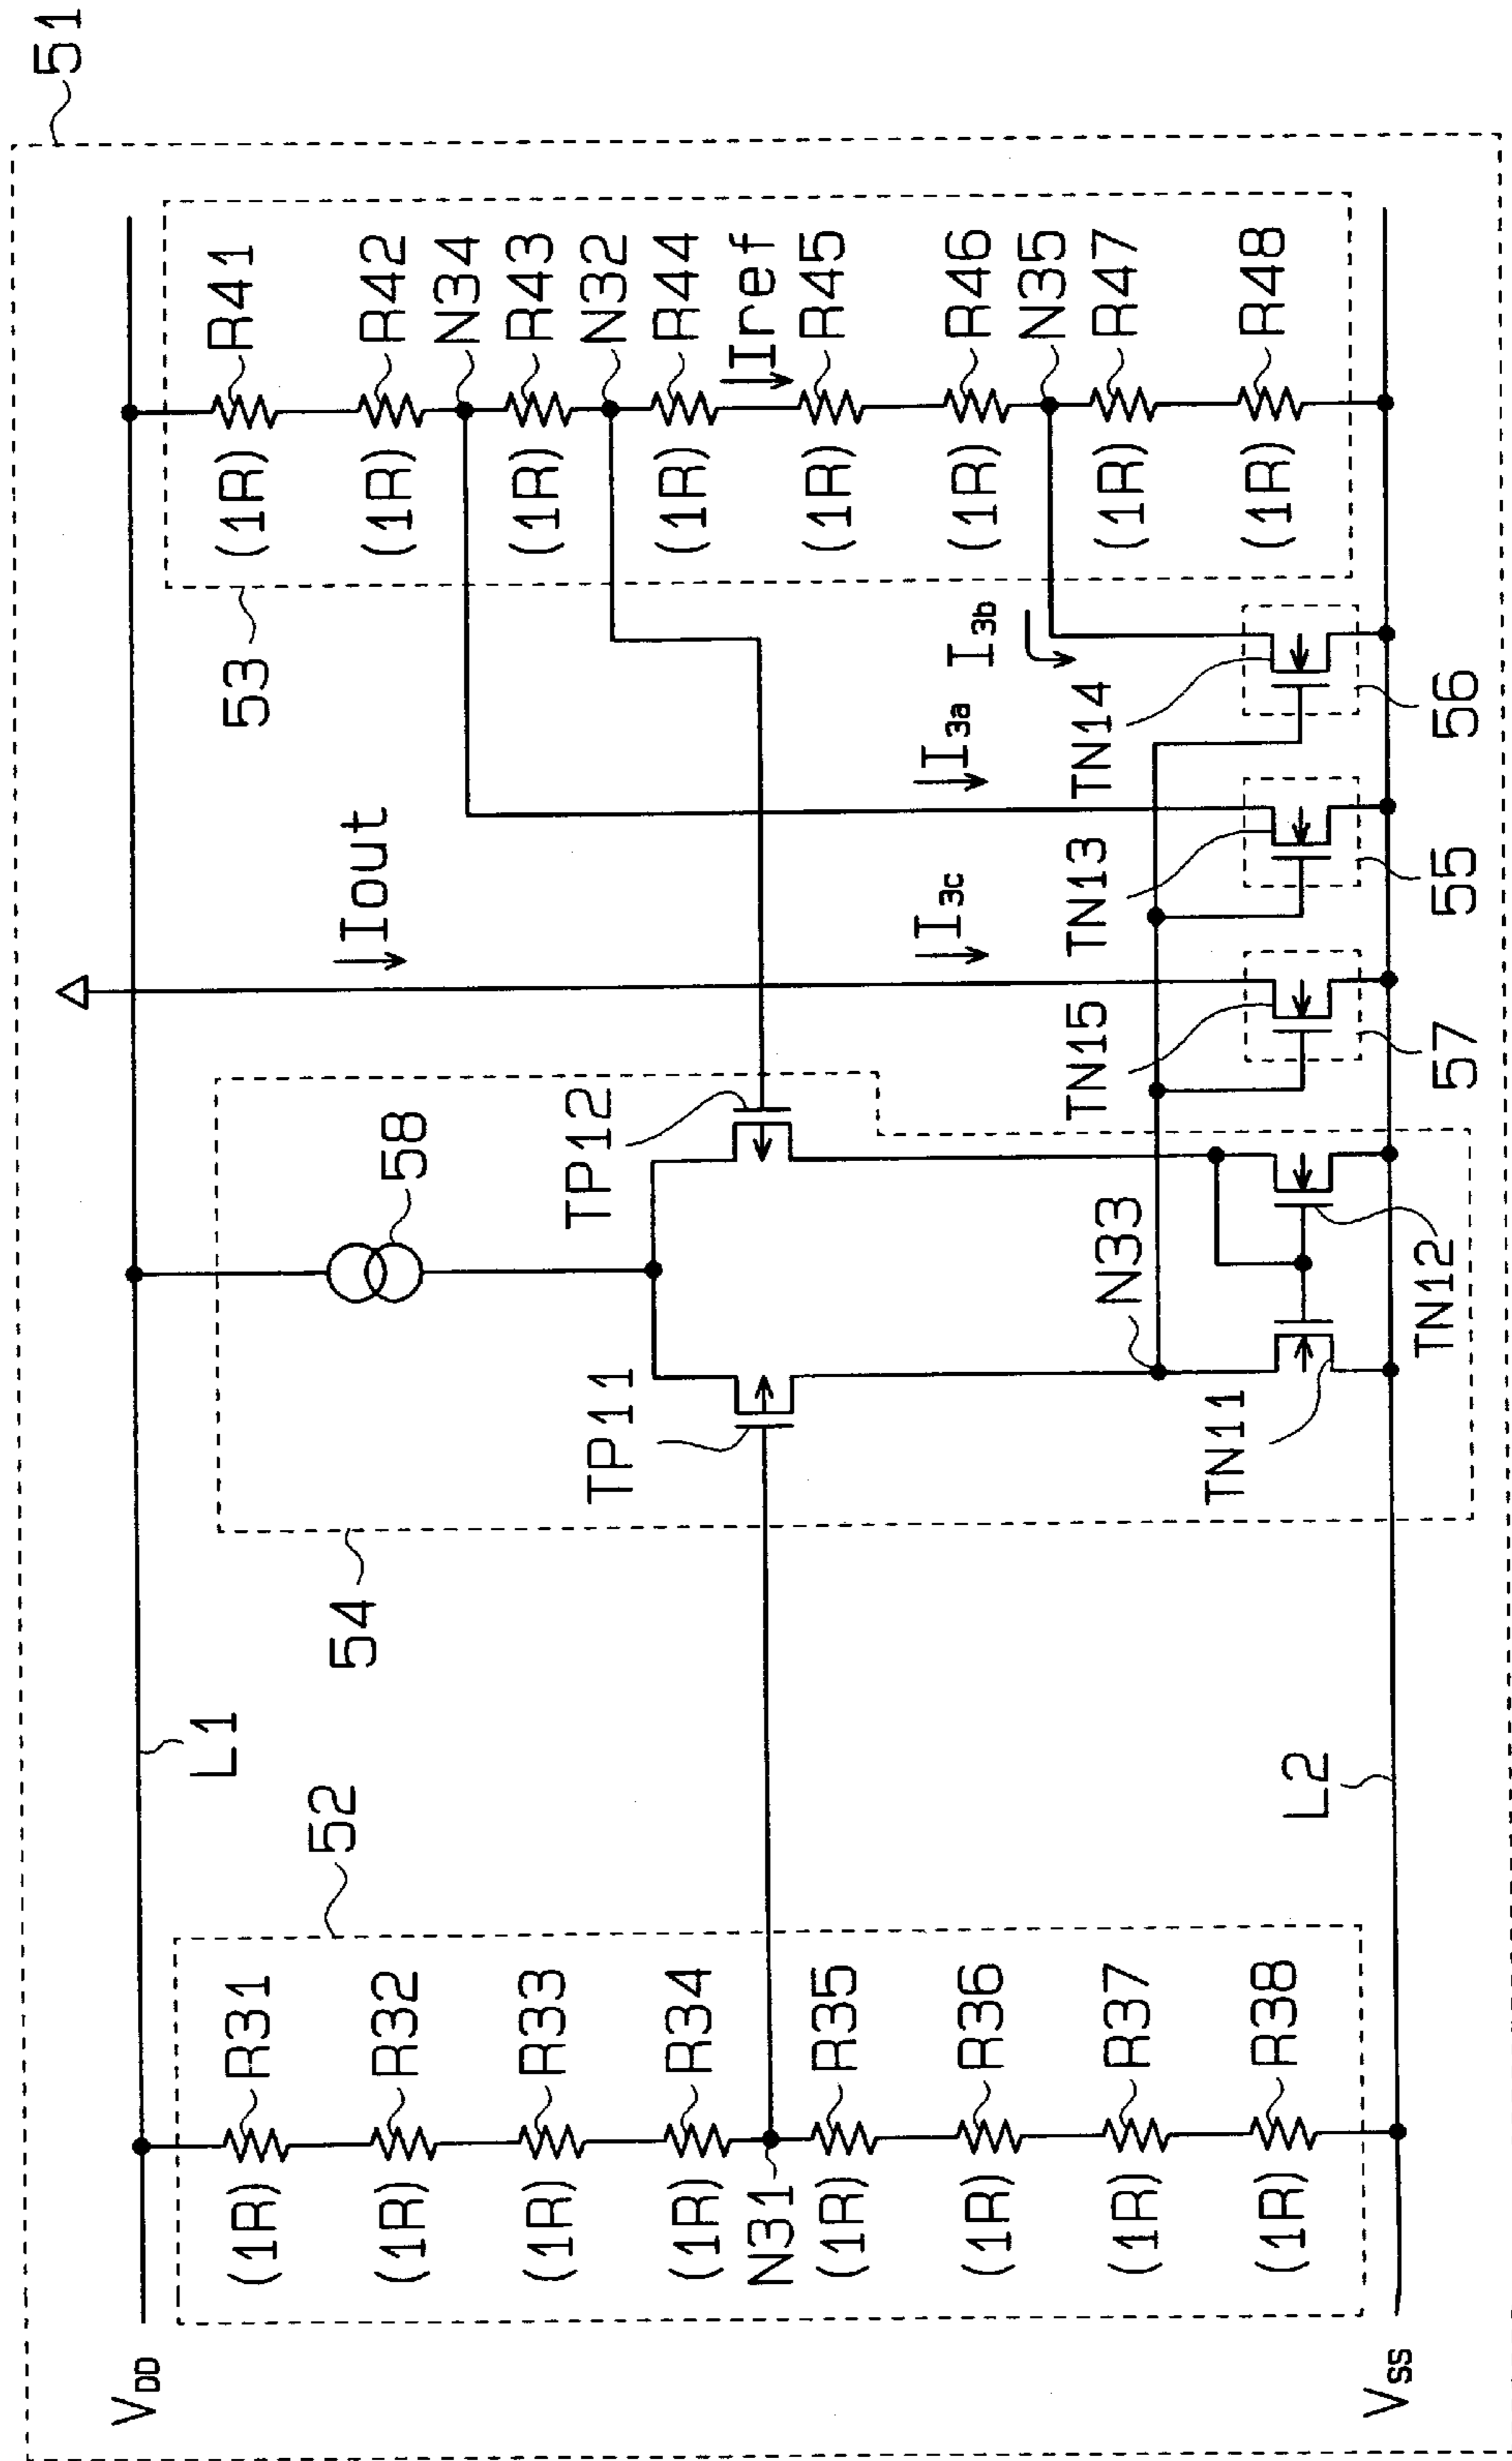 51
VDD
L1
52
R31
(1R)
R32
(1R)
R33
(1R)
R34
(1R)
N31
R35
(1R)
R36
(1R)
R37
(1R)
R38
(1R)
VSS
L2
54
58
TP11
TP12
N33
TN11
TN12
Iout
I3c
TN15
57
I3a
TN13
55
I3b
TN14
56
53
R41
(1R)
R42
(1R)
N34
R43
(1R)
N32
R44
(1R)
Iref
R45
(1R)
R46
(1R)
N35
R47
(1R)
R48
(1R)